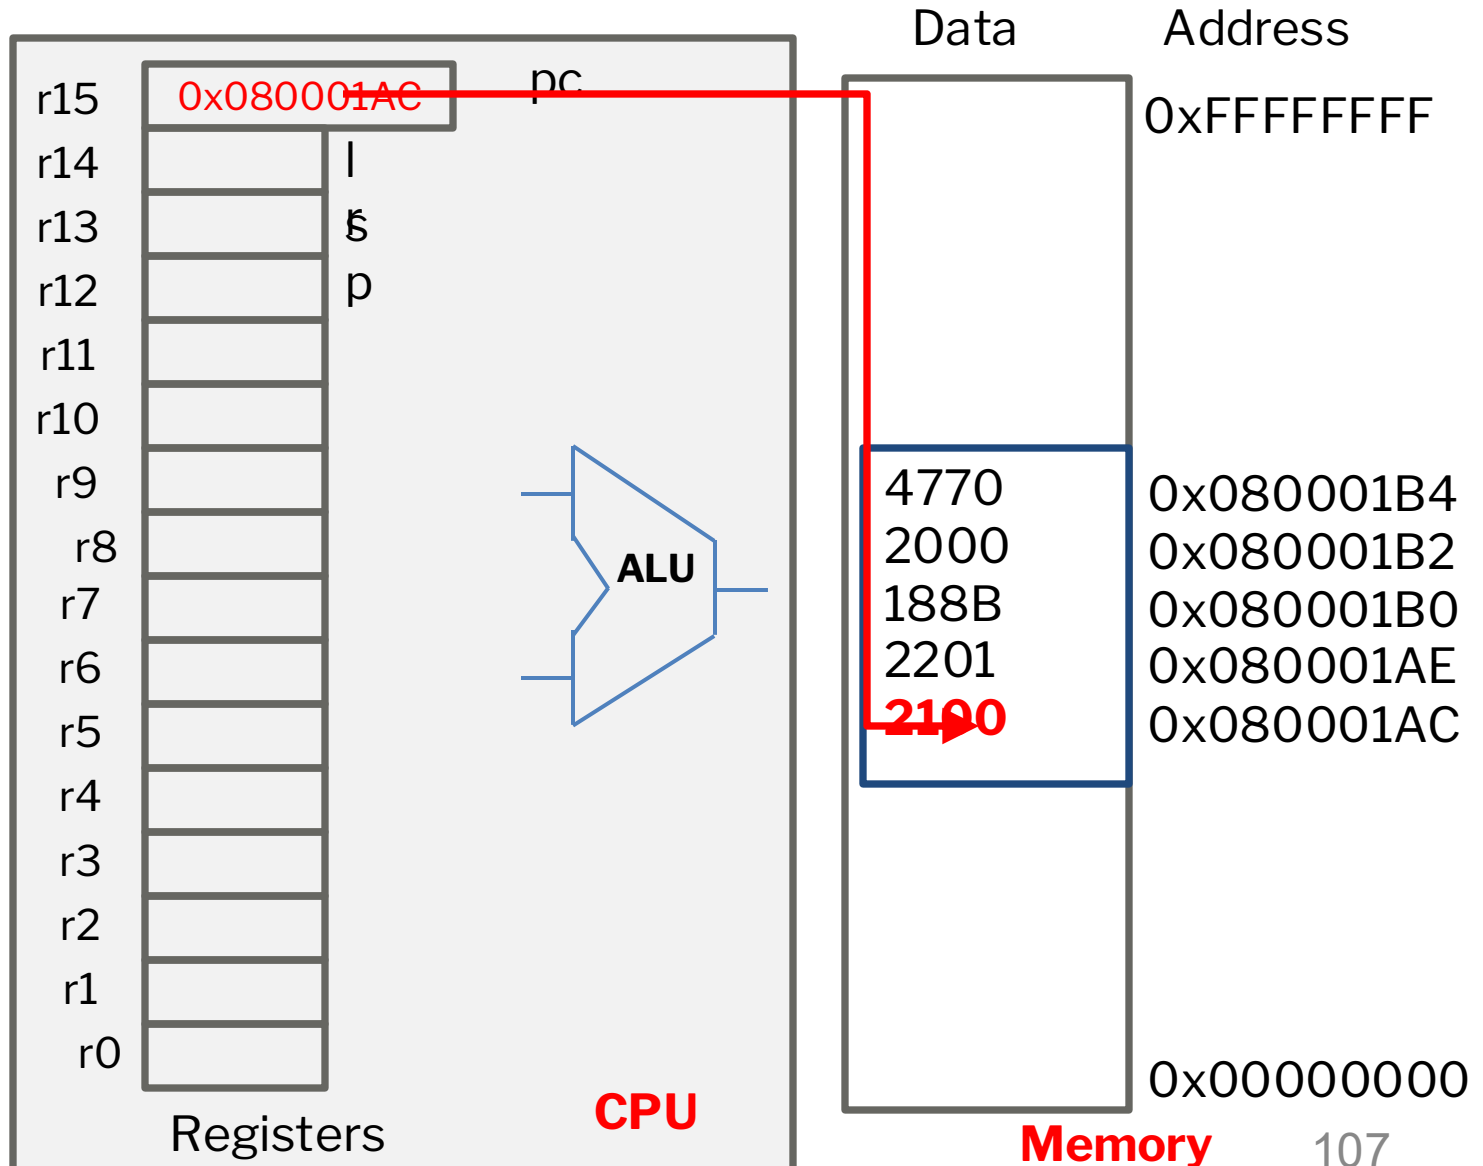 Data Address
r15 0x080001AC pc
0xFFFFFFFF
r14 l
r
r13 s
r12 p
r11
r10
r9 4770 0x080001B4
r8 2000 0x080001B2
ALU
r7 188B 0x080001B0
r6 2201 0x080001AE
r5 2100 0x080001AC
r4
r3
r2
r1
r0
0x00000000
CPU
Registers
Memory 107